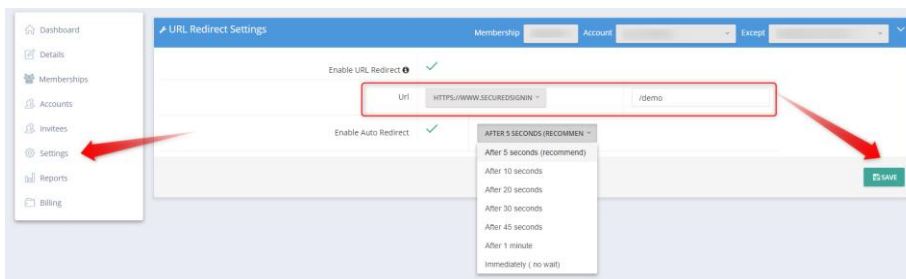 Dashboard
Details
Memberships
Accounts
Invitees
Settings
Reports
Billing
URL Redirect Settings
Membership Account Except
Enable URL Redirect
Url HTTPS://WWW.SECUREDSIGNIN /demo
Enable Auto Redirect AFTER 5 SECONDS (RECOMMEN
After 5 seconds (recommend)
After 10 seconds
After 20 seconds
After 30 seconds
After 45 seconds
After 1 minute
Immediately ( no wait)
SAVE